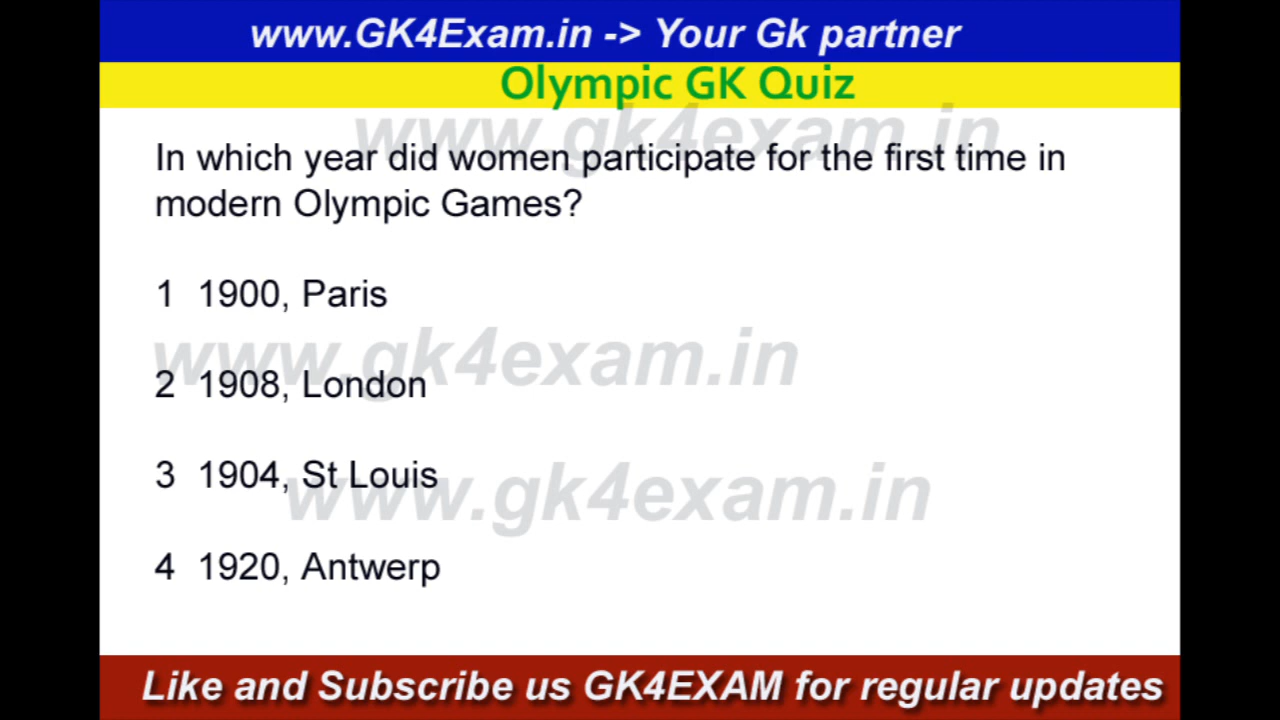 www.GK4Exam.in -> Your Gk partner
Olympic GK Quiz
www.gk4exam.in
In which year did women participate for the first time in
modern Olympic Games?
1 1900, Paris
www.gk4exam.in
2 1908, London
3 1904, St Louis
www.gk4exam.in
4 1920, Antwerp
Like and Subscribe us GK4EXAM for regular updates